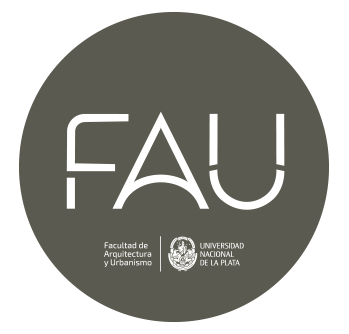 FAU
Facultad de
Arquitectura
y Urbanismo
UNIVERSIDAD
NACIONAL
DE LA PLATA